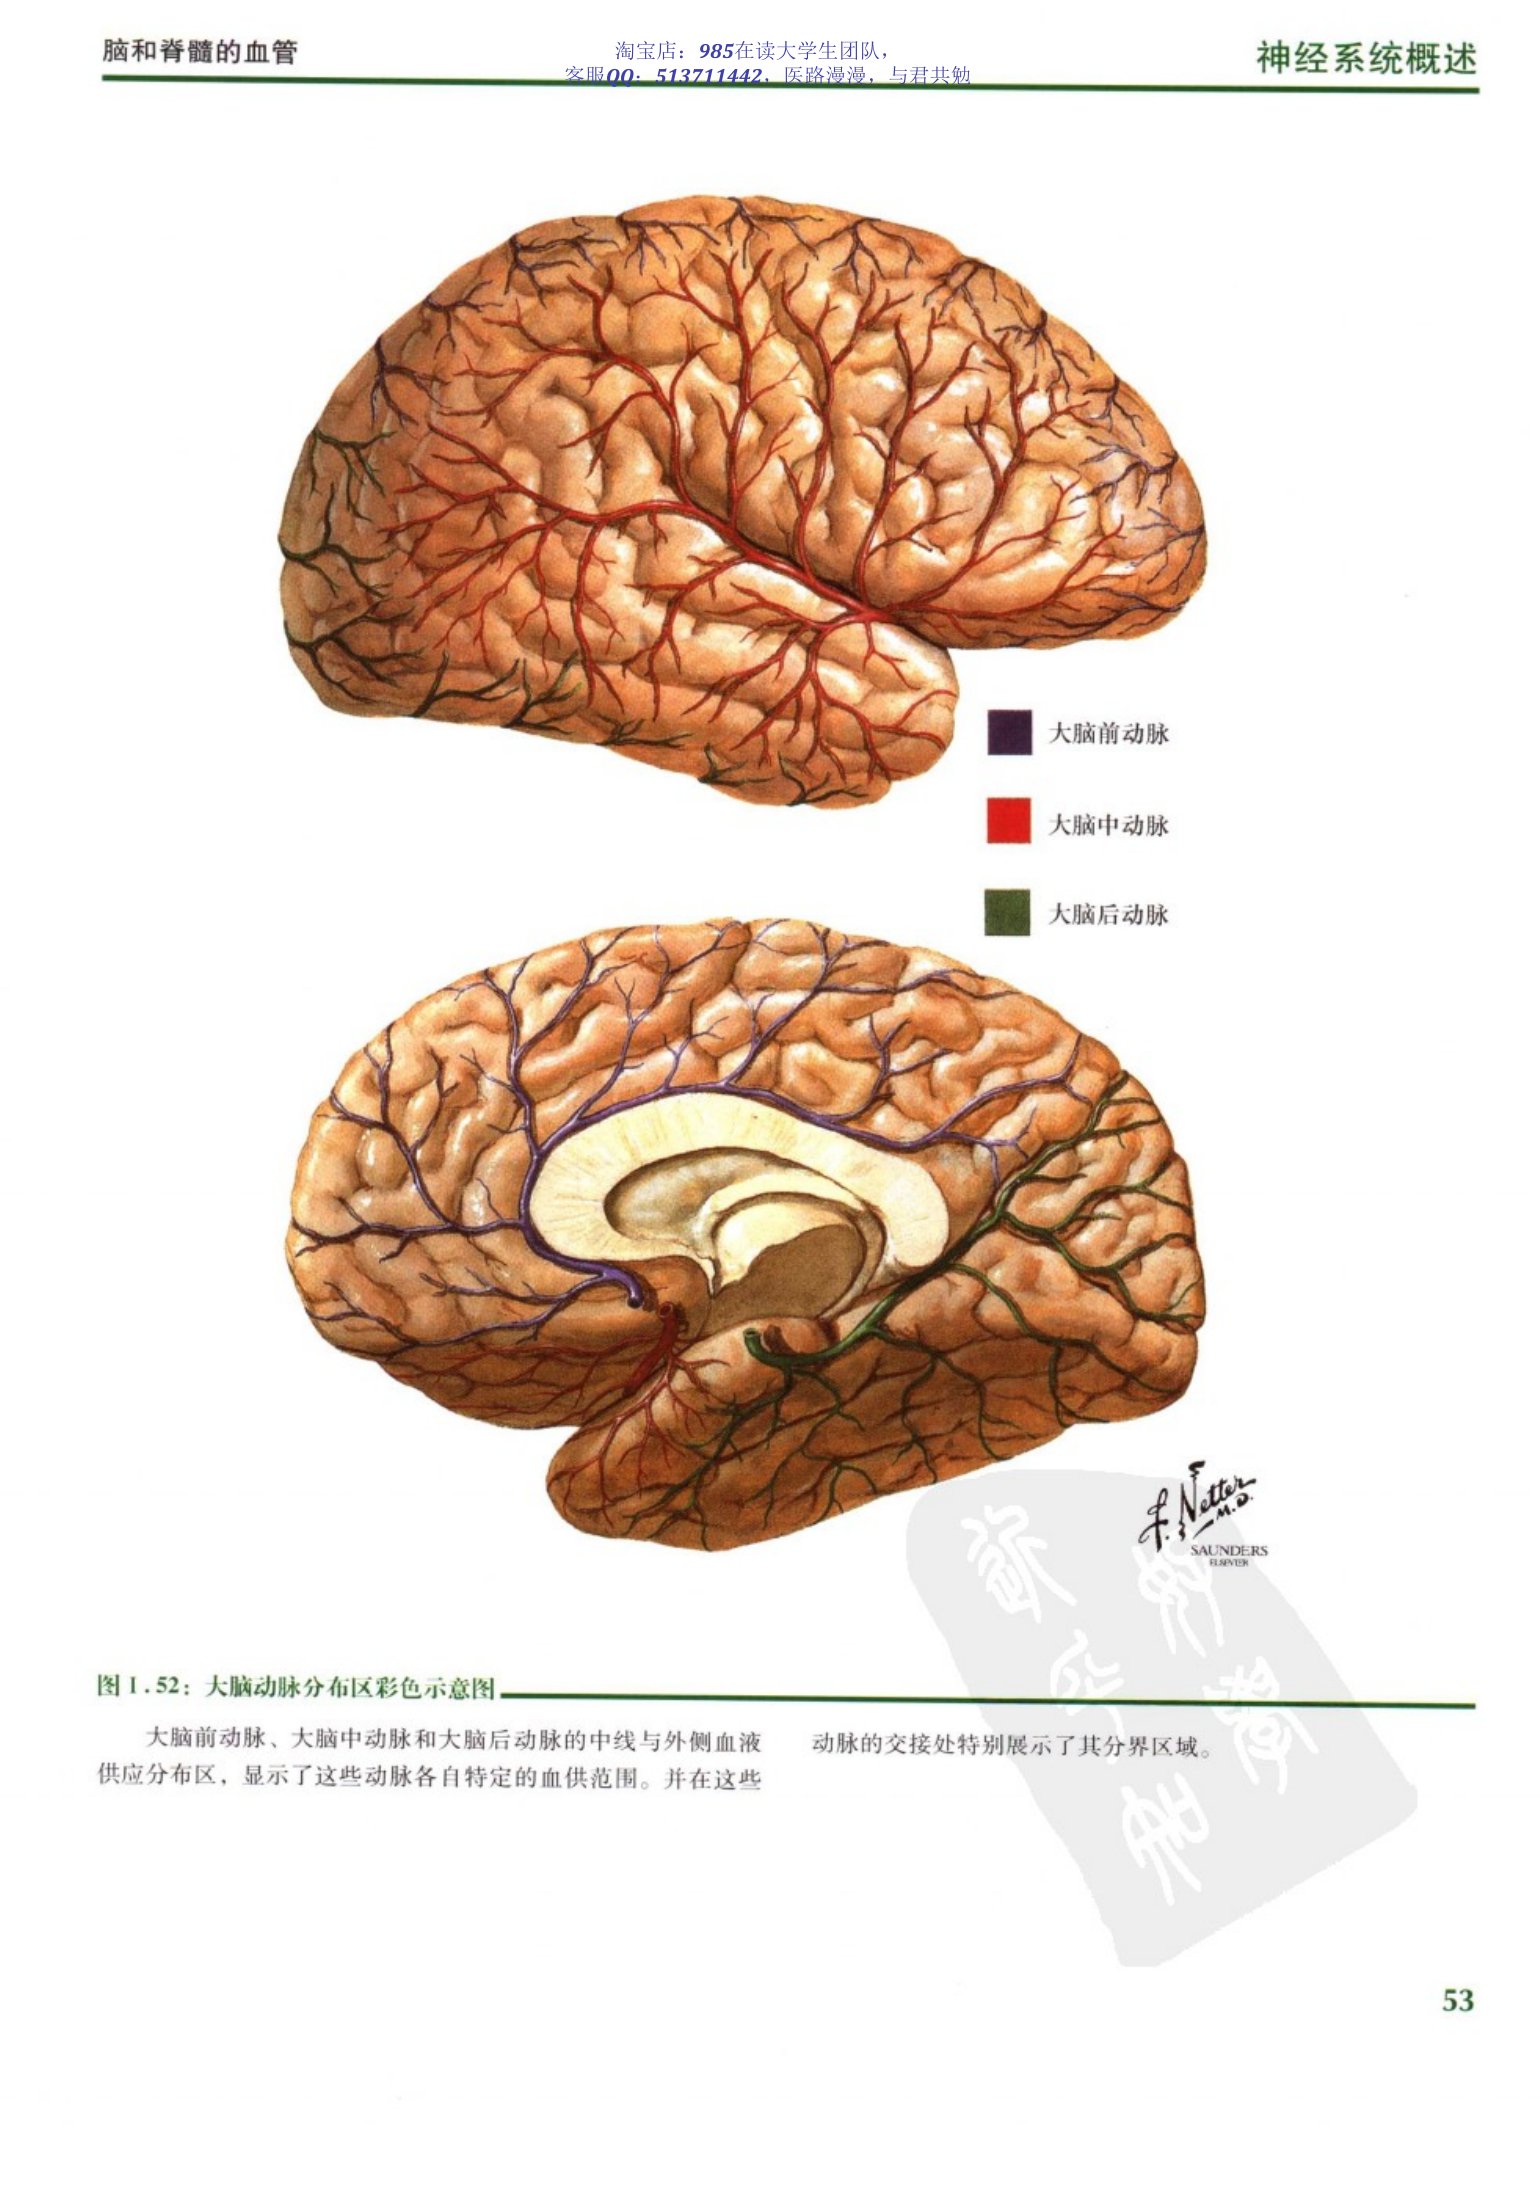 脑和脊髓的血管
淘宝店：985在读大学生团队，
客服QQ：513711442，医路漫漫，与君共勉
神经系统概述
大脑前动脉
大脑中动脉
大脑后动脉
F. Netter
M.D.
SAUNDERS
ELSEVIER
图 I.52：大脑动脉分布区彩色示意图
大脑前动脉、大脑中动脉和大脑后动脉的中线与外侧血液
供应分布区，显示了这些动脉各自特定的血供范围。并在这些
动脉的交接处特别展示了其分界区域。
53